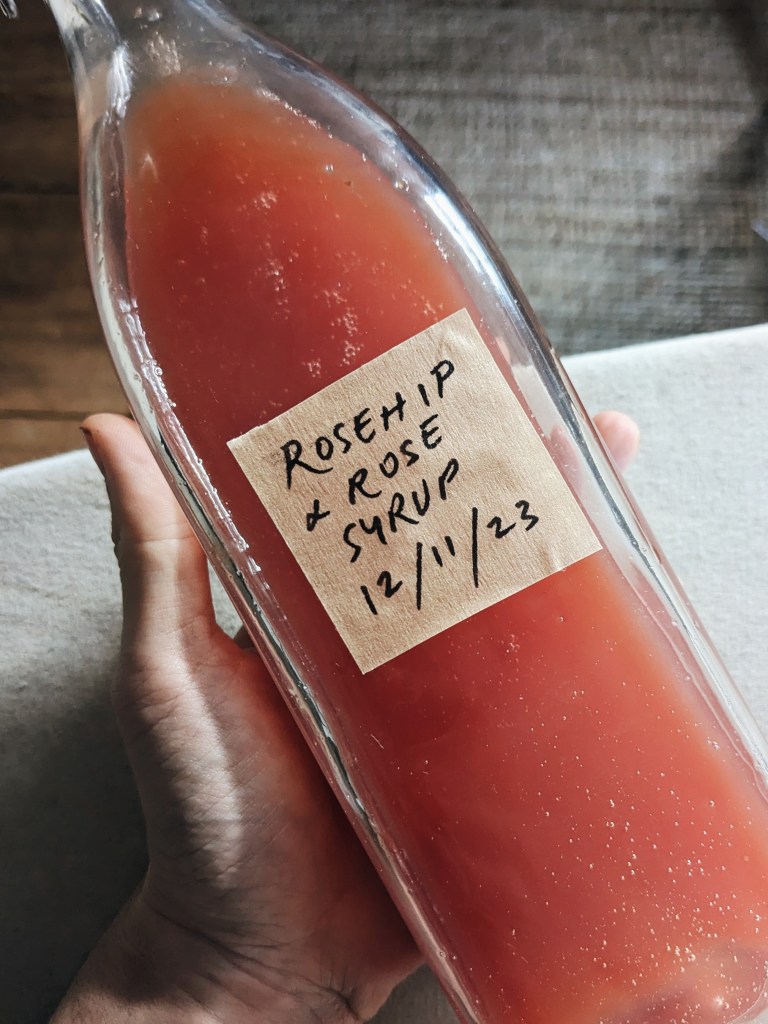 ROSEHIP
& ROSE
SYRUP
12/11/23